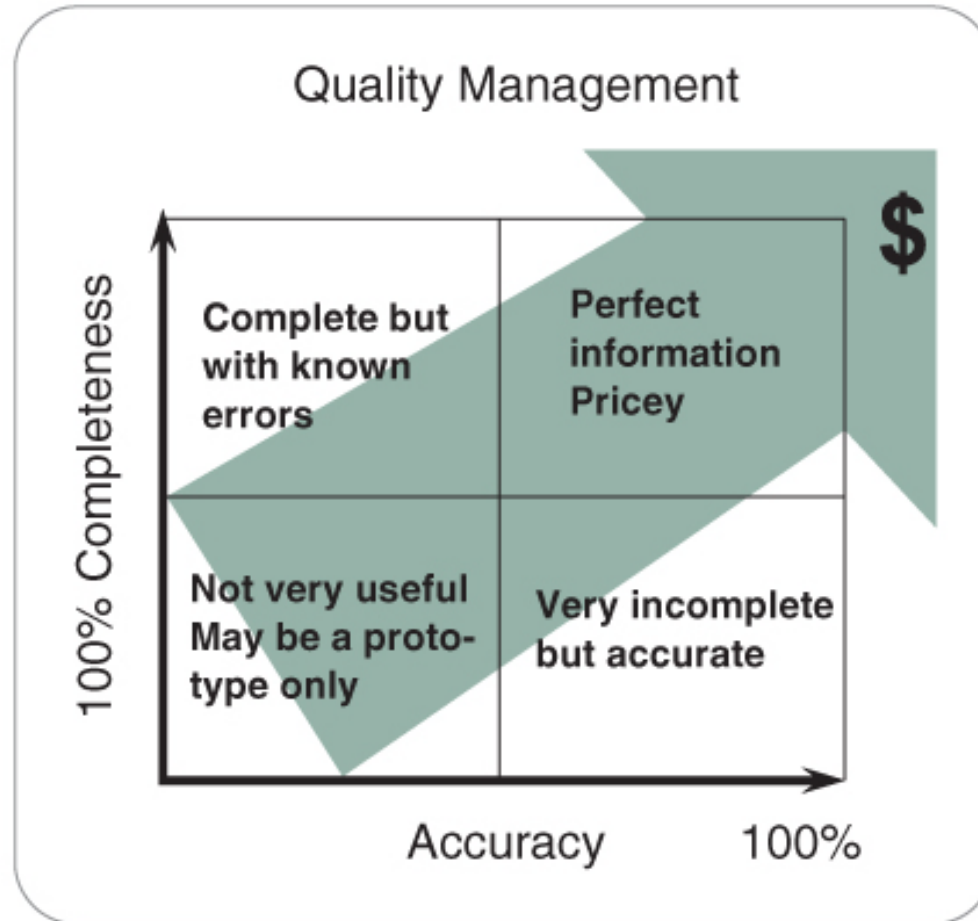 Quality Management
$
100% Completeness
Complete but
with known
errors
Perfect
information
Pricey
Not very useful
May be a proto-
type only
Very incomplete
but accurate
Accuracy
100%